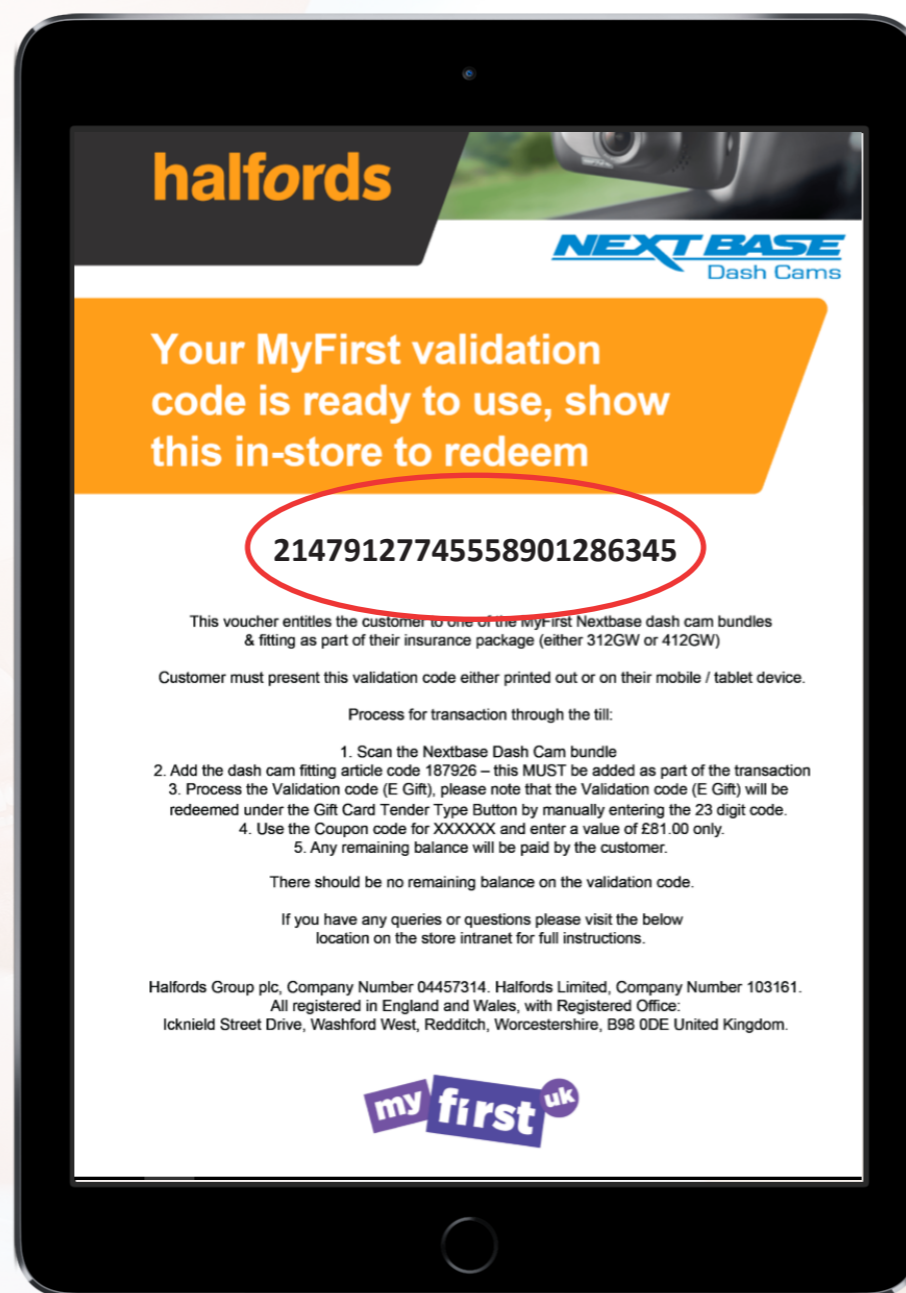 halfords
NEXTBASE
Dash Cams
Your MyFirst validation
code is ready to use, show
this in-store to redeem
21479127745558901286345
This voucher entitles the customer to one of the MyFirst Nextbase dash cam bundles
& fitting as part of their insurance package (either 312GW or 412GW)
Customer must present this validation code either printed out or on their mobile / tablet device.
Process for transaction through the till:
1. Scan the Nextbase Dash Cam bundle
2. Add the dash cam fitting article code 187926 – this MUST be added as part of the transaction
3. Process the Validation code (E Gift), please note that the Validation code (E Gift) will be
redeemed under the Gift Card Tender Type Button by manually entering the 23 digit code.
4. Use the Coupon code for XXXXXX and enter a value of £81.00 only.
5. Any remaining balance will be paid by the customer.
There should be no remaining balance on the validation code.
If you have any queries or questions please visit the below
location on the store intranet for full instructions.
Halfords Group plc, Company Number 04457314. Halfords Limited, Company Number 103161.
All registered in England and Wales, with Registered Office:
Icknield Street Drive, Washford West, Redditch, Worcestershire, B98 0DE United Kingdom.
my first uk